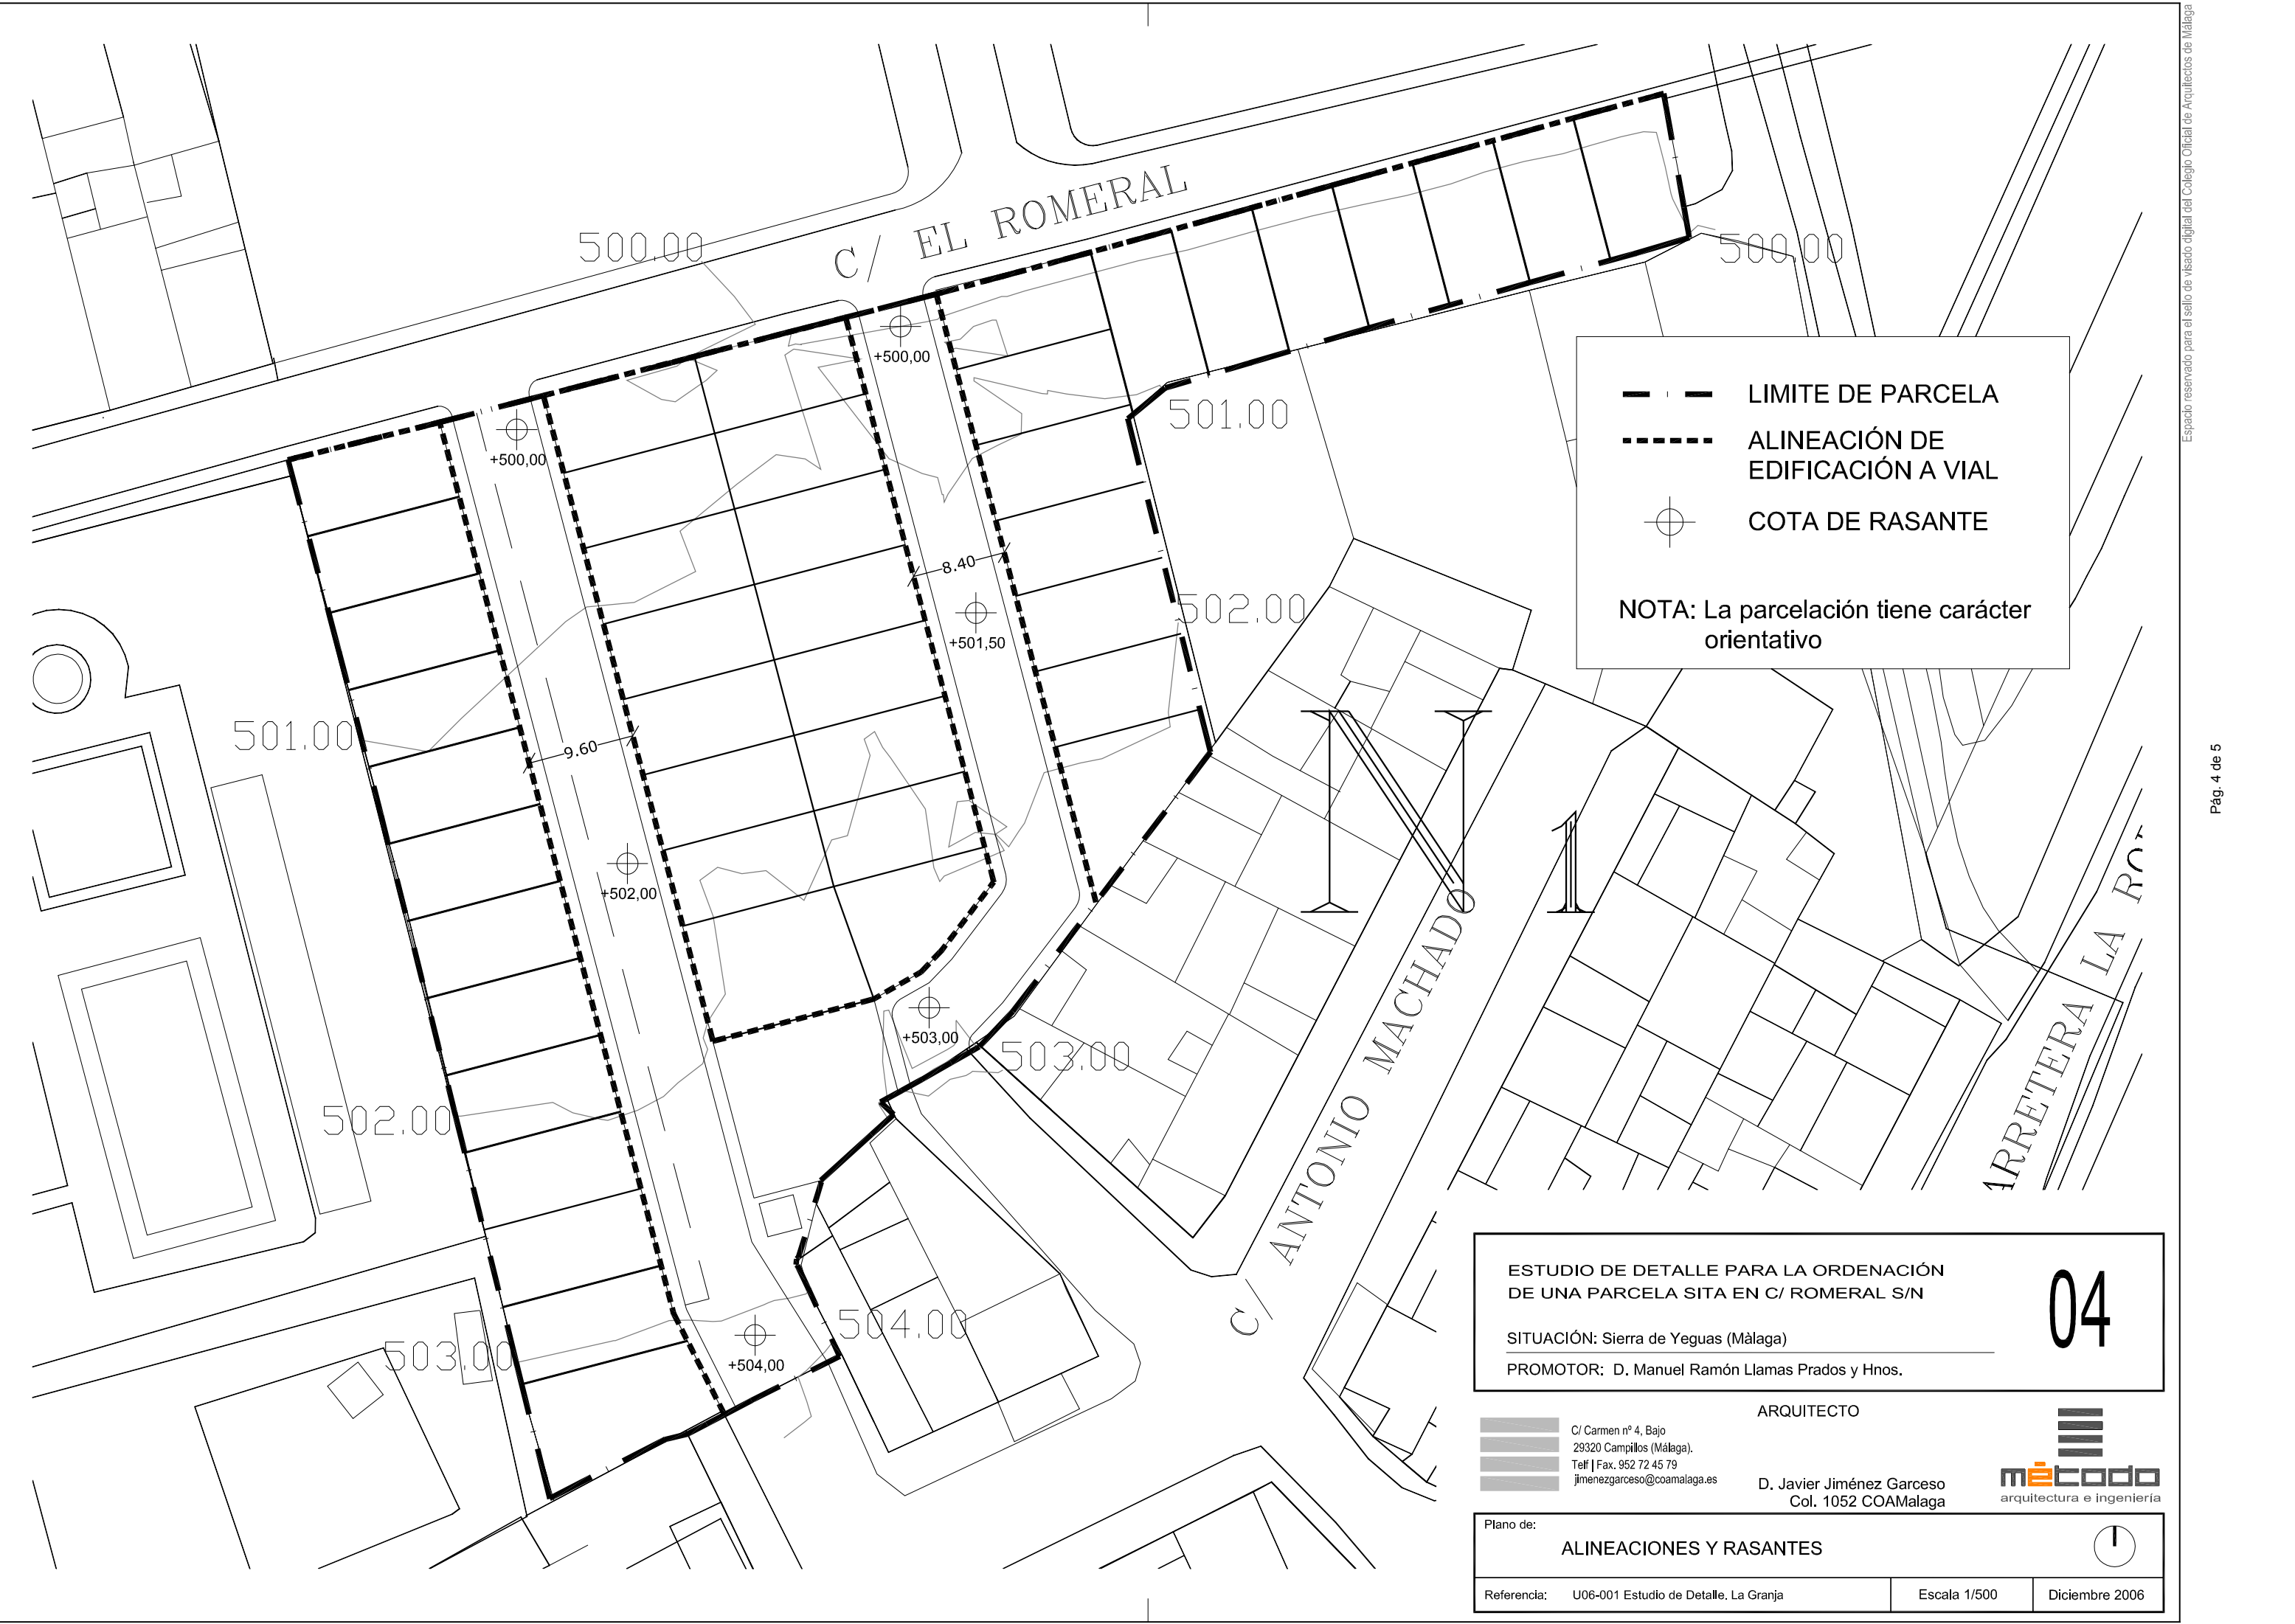 Espacio reservado para el sello de visado digital del Colegio Oficial de Arquitectos de Málaga
Pág. 4 de 5
C/ EL ROMERAL
500.00
500.00
+500,00
+500,00
501.00
LIMITE DE PARCELA
ALINEACIÓN DE
EDIFICACIÓN A VIAL
COTA DE RASANTE
NOTA: La parcelación tiene carácter
orientativo
8.40
502.00
+501,50
501.00
9.60
N 1
+502,00
C/ ANTONIO MACHADO
ARRETERA LA RO
+503,00
503.00
502.00
504.00
503.00
+504,00
ESTUDIO DE DETALLE PARA LA ORDENACIÓN
DE UNA PARCELA SITA EN C/ ROMERAL S/N
04
SITUACIÓN: Sierra de Yeguas (Màlaga)
PROMOTOR: D. Manuel Ramón Llamas Prados y Hnos.
ARQUITECTO
C/ Carmen nº 4, Bajo
29320 Campillos (Málaga).
Telf | Fax. 952 72 45 79
jimenezgarceso@coamalaga.es
D. Javier Jiménez Garceso
Col. 1052 COAMalaga
método
arquitectura e ingeniería
Plano de:
ALINEACIONES Y RASANTES
Referencia: U06-001 Estudio de Detalle. La Granja
Escala 1/500
Diciembre 2006